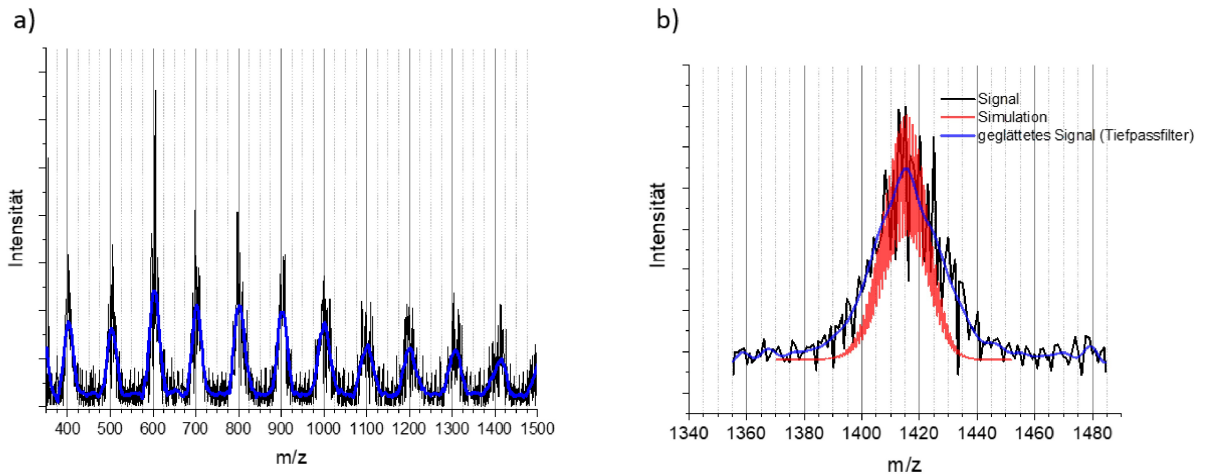 a)
Intensität
400 500 600 700 800 900 1000 1100 1200 1300 1400 1500
m/z
b)
Signal
Simulation
geglättetes Signal (Tiefpassfilter)
Intensität
1340 1360 1380 1400 1420 1440 1460 1480
m/z